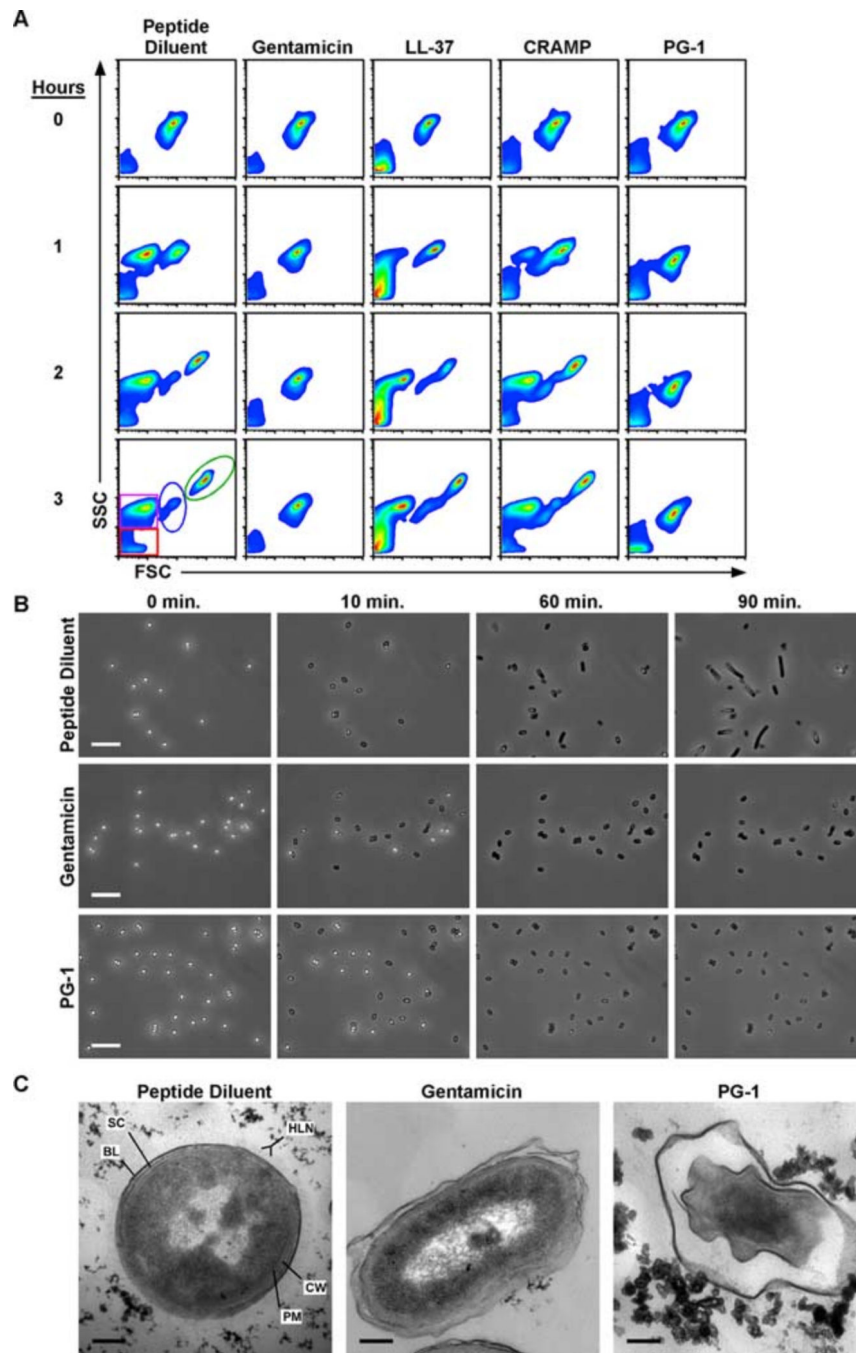 A
Peptide Diluent
Gentamicin
LL-37
CRAMP
PG-1
Hours
0
1
2
3
SSC
FSC
B
0 min.
10 min.
60 min.
90 min.
Peptide Diluent
Gentamicin
PG-1
C
Peptide Diluent
Gentamicin
PG-1
SC
HLN
BL
CW
PM